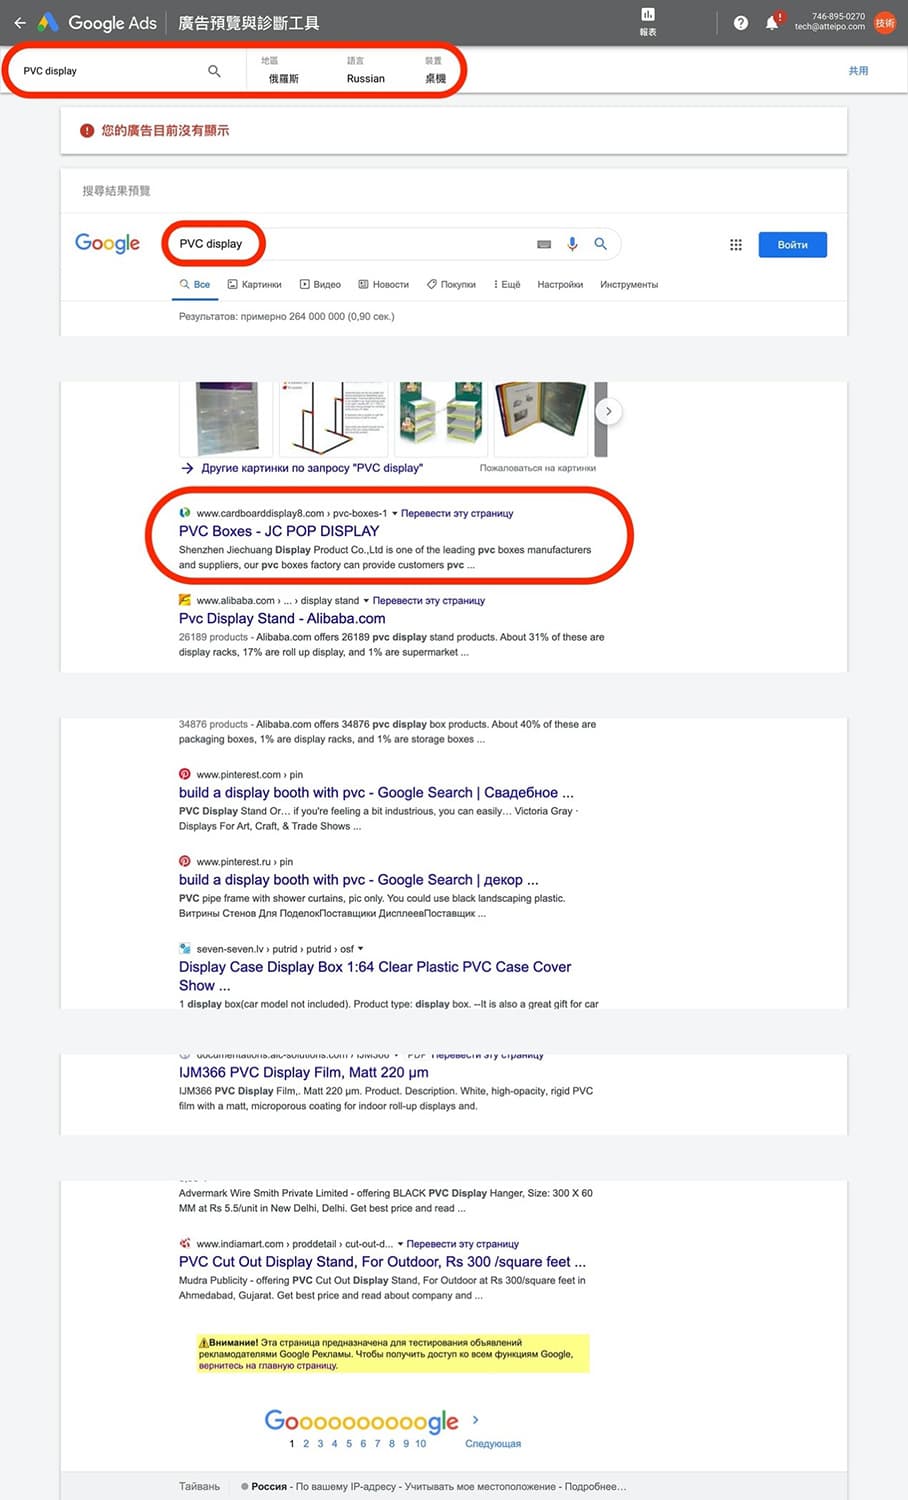 Google Ads 廣告預覽與診斷工具
報表
746-895-0270
tech@atteipo.com
技術
PVC display
地區
俄羅斯
語言
Russian
裝置
桌機
共用
您的廣告目前沒有顯示
搜尋結果預覽
Google
PVC display
Войти
Все Картинки Видео Новости Покупки Ещё Настройки Инструменты
Результатов: примерно 264 000 000 (0,90 сек.)
Другие картинки по запросу "PVC display"
Пожаловаться на картинки
www.cardboarddisplay8.com › pvc-boxes-1 Перевести эту страницу
PVC Boxes - JC POP DISPLAY
Shenzhen Jiechuang Display Product Co.,Ltd is one of the leading pvc boxes manufacturers
and suppliers, our pvc boxes factory can provide customers pvc ...
www.alibaba.com › ... › display stand Перевести эту страницу
Pvc Display Stand - Alibaba.com
26189 products - Alibaba.com offers 26189 pvc display stand products. About 31% of these are
display racks, 17% are roll up display, and 1% are supermarket ...
34876 products - Alibaba.com offers 34876 pvc display box products. About 40% of these are
packaging boxes, 1% are display racks, and 1% are storage boxes ...
www.pinterest.com › pin
build a display booth with pvc - Google Search | Свадебное ...
PVC Display Stand Or… if you're feeling a bit industrious, you can easily… Victoria Gray ·
Displays For Art, Craft, & Trade Shows ...
www.pinterest.ru › pin
build a display booth with pvc - Google Search | декор ...
PVC pipe frame with shower curtains, pic only. You could use black landscaping plastic.
Витрины Стенов Для ПоделокПоставщики ДисплеевПоставщик ...
seven-seven.lv › putrid › putrid › osf
Display Case Display Box 1:64 Clear Plastic PVC Case Cover
Show ...
1 display box(car model not included). Product type: display box. --It is also a great gift for car
PDF Перевести эту страницу
IJM366 PVC Display Film, Matt 220 μm
IJM366 PVC Display Film,. Matt 220 μm. Product. Description. White, high-opacity, rigid PVC
film with a matt, microporous coating for indoor roll-up displays and.
Advermark Wire Smith Private Limited - offering BLACK PVC Display Hanger, Size: 300 X 60
MM at Rs 5.5/unit in New Delhi, Delhi. Get best price and read ...
www.indiamart.com › proddetail › cut-out-d... Перевести эту страницу
PVC Cut Out Display Stand, For Outdoor, Rs 300 /square feet ...
Mudra Publicity - offering PVC Cut Out Display Stand, For Outdoor at Rs 300/square feet in
Ahmedabad, Gujarat. Get best price and read about company and ...
Внимание! Эта страница предназначена для тестирования объявлений
рекламодателями Google Рекламы. Чтобы получить доступ ко всем функциям Google,
вернитесь на главную страницу.
Goooooooooogle ›
1 2 3 4 5 6 7 8 9 10 Следующая
Тайвань Россия - По вашему IP-адресу - Учитывать мое местоположение - Подробнее…